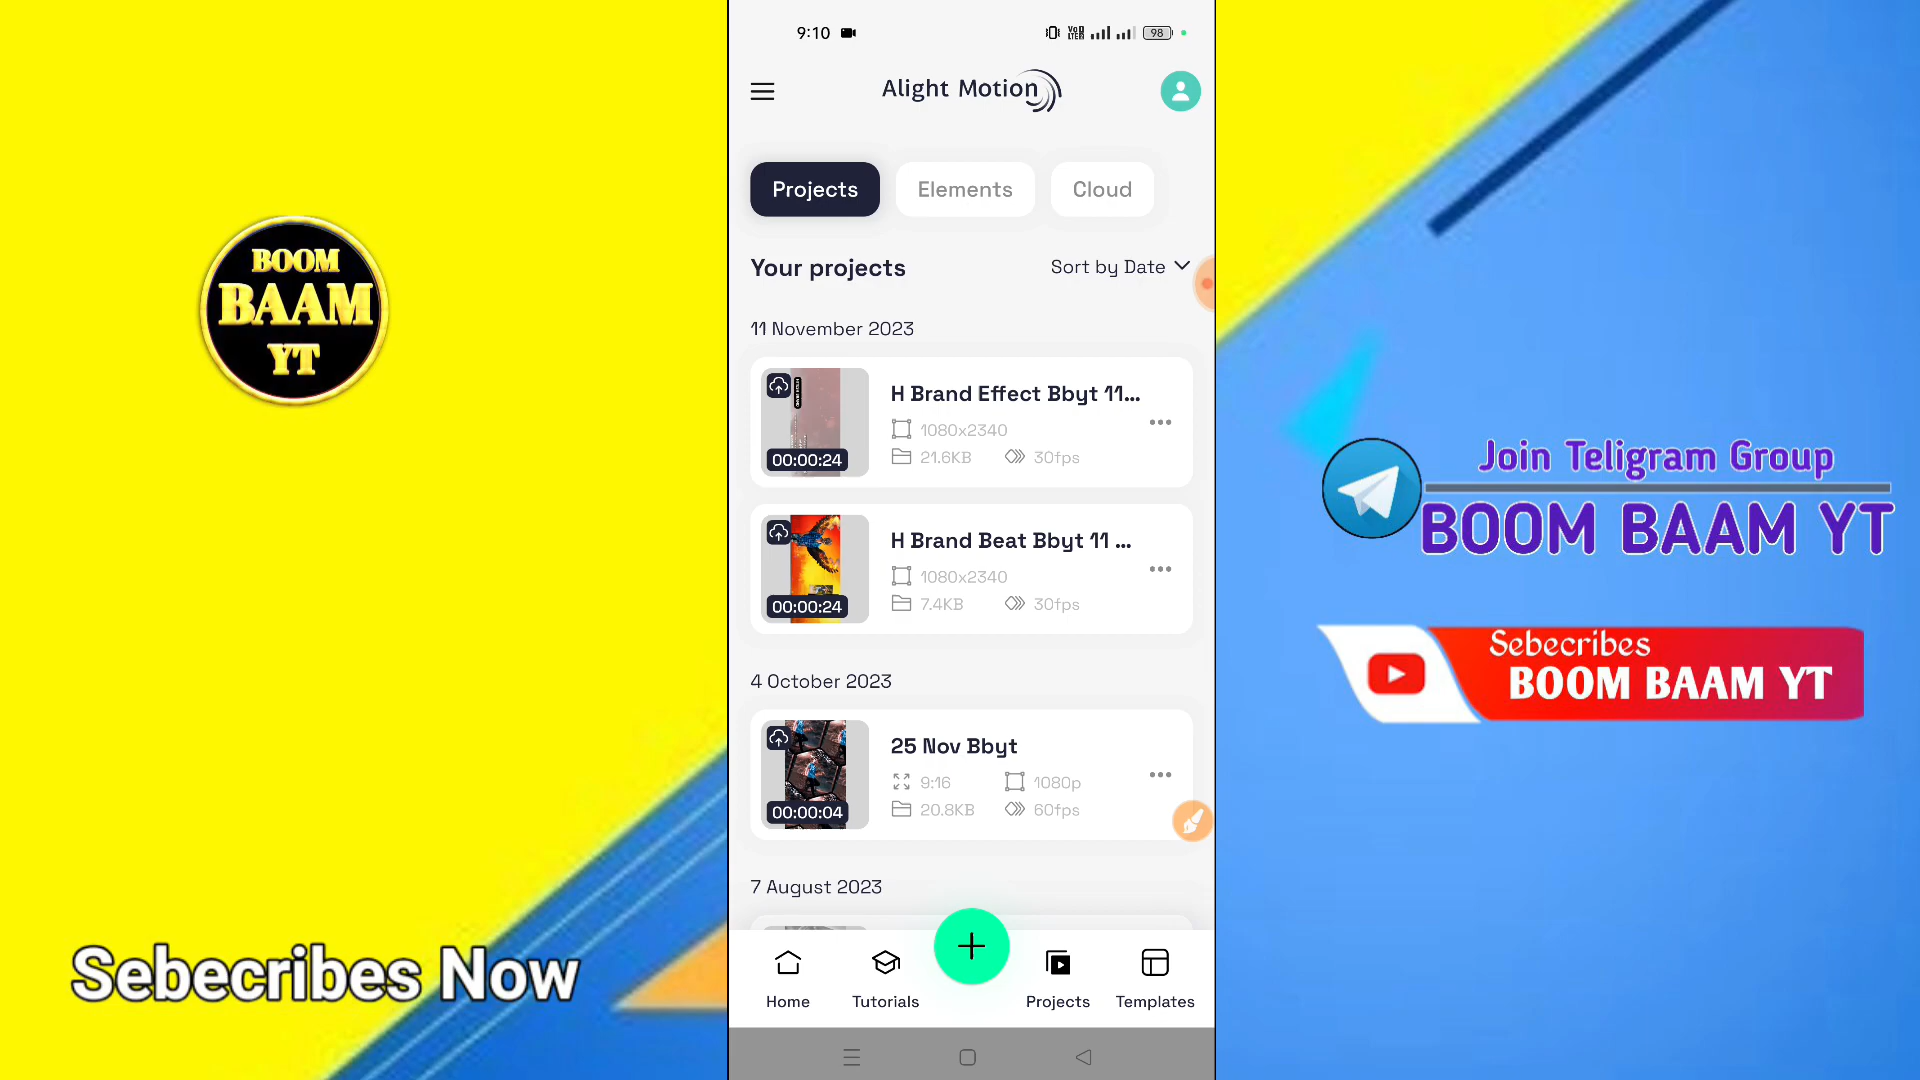 BOOM
BAAM
YT
Sebecribes Now
9:10
VoD
LTE
98
Alight Motion
Projects
Elements
Cloud
Your projects
Sort by Date
11 November 2023
H Brand Effect Bbyt 11...
1080x2340
21.6KB
30fps
00:00:24
H Brand Beat Bbyt 11 ...
1080x2340
7.4KB
30fps
00:00:24
4 October 2023
25 Nov Bbyt
9:16
1080p
20.8KB
60fps
00:00:04
7 August 2023
Home
Tutorials
Projects
Templates
Join Teligram Group
BOOM BAAM YT
Sebecribes
BOOM BAAM YT